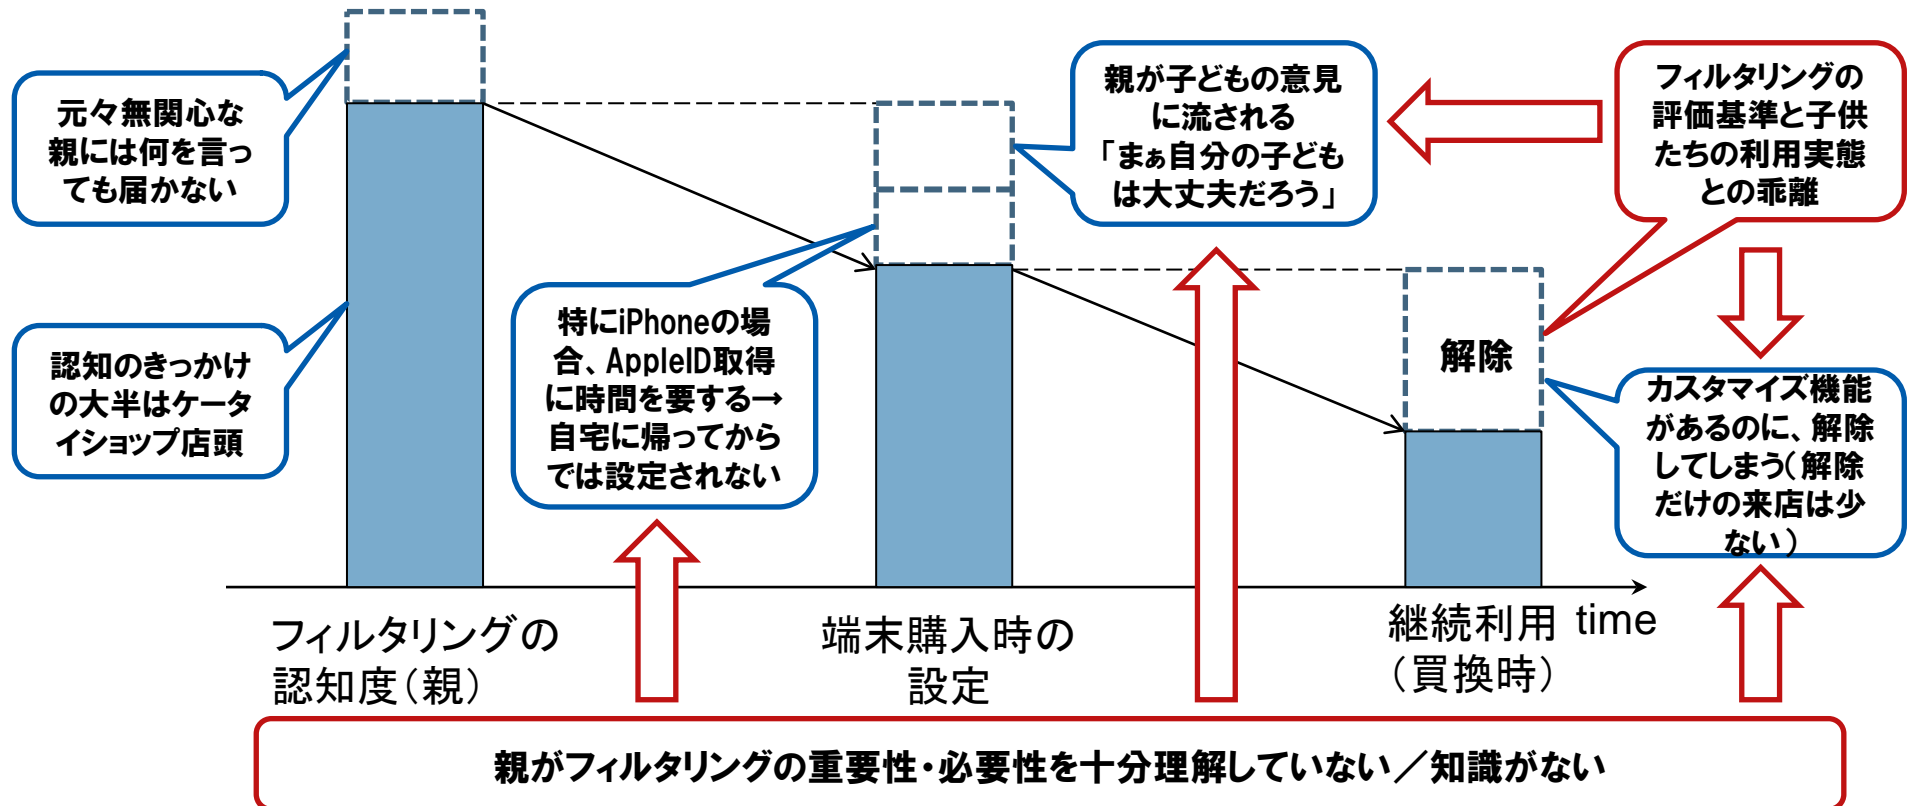 元々無関心な
親には何を言っ
ても届かない
認知のきっかけ
の大半はケータ
イショップ店頭
特にiPhoneの場
合、AppleID取得
に時間を要する→
自宅に帰ってから
では設定されない
親が子どもの意見
に流される
「まぁ自分の子ども
は大丈夫だろう」
フィルタリングの
評価基準と子供
たちの利用実態
との乖離
解除
カスタマイズ機能
があるのに、解除
してしまう（解除
だけの来店は少
ない）
フィルタリングの
認知度（親）
端末購入時の
設定
継続利用
（買換時）
time
親がフィルタリングの重要性・必要性を十分理解していない／知識がない